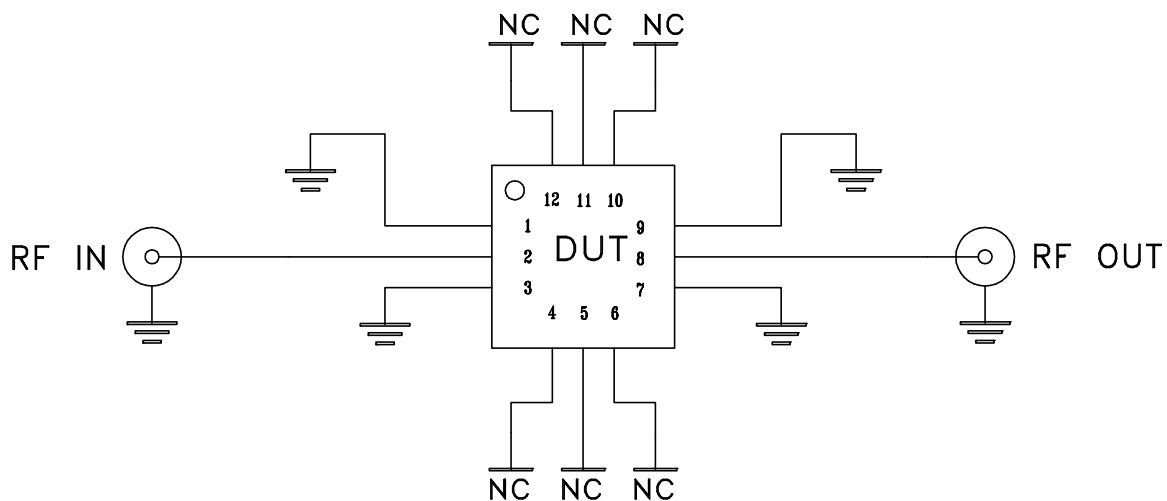 NC NC NC
12 11 10
1 9
RF IN 2 DUT 8 RF OUT
3 7
4 5 6
NC NC NC